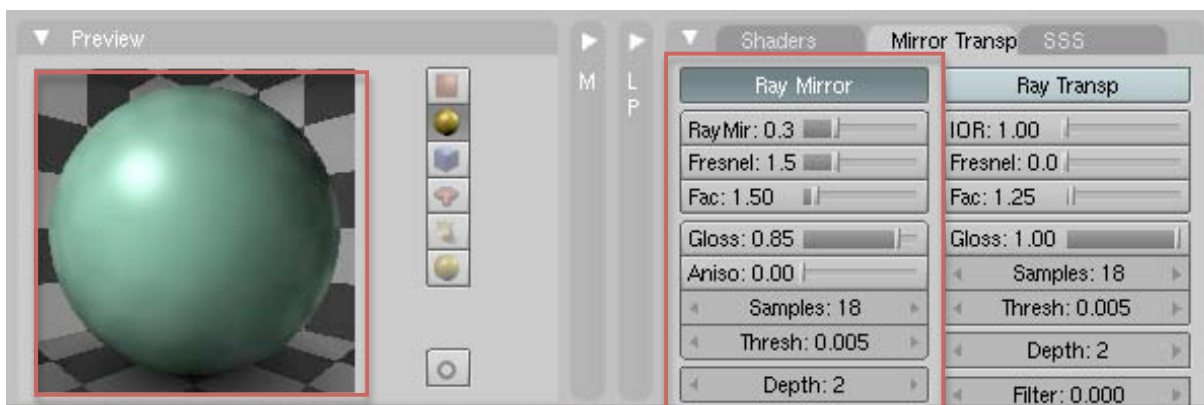 Preview
M
L
P
Shaders
Mirror Transp
SSS
Ray Mirror
RayMir: 0.3
Fresnel: 1.5
Fac: 1.50
Gloss: 0.85
Aniso: 0.00
Samples: 18
Thresh: 0.005
Depth: 2
Ray Transp
IOR: 1.00
Fresnel: 0.0
Fac: 1.25
Gloss: 1.00
Samples: 18
Thresh: 0.005
Depth: 2
Filter: 0.000